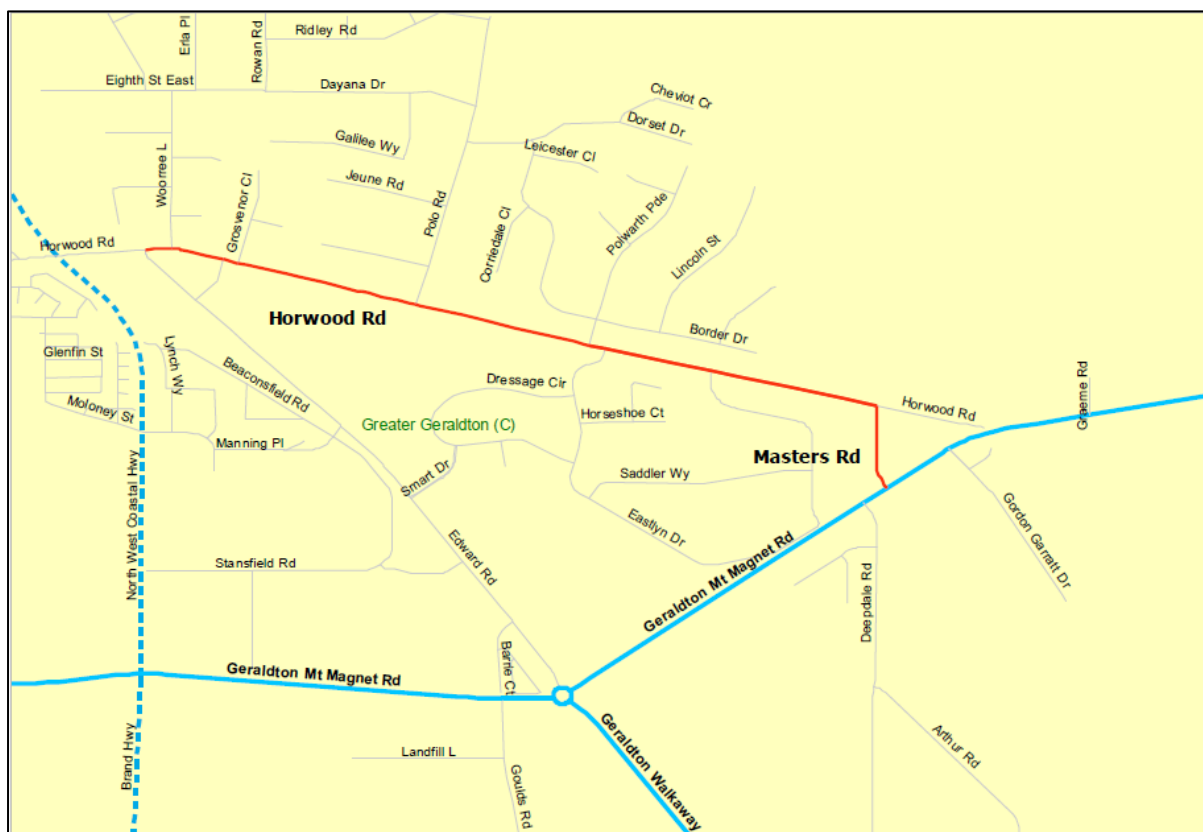 Erla Pl
Rowan Rd
Ridley Rd
Eighth St East
Dayana Dr
Cheviot Cr
Dorset Dr
Galilee Wy
Leicester Cl
Woorree L
Jeune Rd
Grosvenor Cl
Polo Rd
Corriedale Cl
Polwarth Pde
Lincoln St
Horwood Rd
Horwood Rd
Border Dr
Glenfin St
Lynch Wy
Beaconsfield Rd
Dressage Cir
Graeme Rd
Horwood Rd
Moloney St
Horseshoe Ct
Greater Geraldton (C)
Manning Pl
Masters Rd
Smart Dr
Saddler Wy
North West Coastal Hwy
Eastlyn Dr
Gordon Garratt Dr
Edward Rd
Stansfield Rd
Geraldton Mt Magnet Rd
Deepdale Rd
Barrie Ct
Geraldton Mt Magnet Rd
Brand Hwy
Landfill L
Goulds Rd
Geraldton Walkaway
Arthur Rd